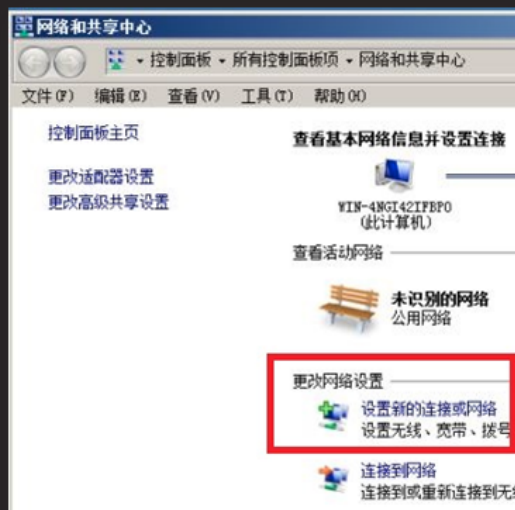 网络和共享中心
控制面板 所有控制面板项 网络和共享中心
文件(F) 编辑(E) 查看(V) 工具(T) 帮助(H)
控制面板主页
更改适配器设置
更改高级共享设置
查看基本网络信息并设置连接
WIN-4NGI42IFBPO
(此计算机)
查看活动网络
未识别的网络
公用网络
更改网络设置
设置新的连接或网络
设置无线、宽带、拨号
连接到网络
连接到或重新连接到无